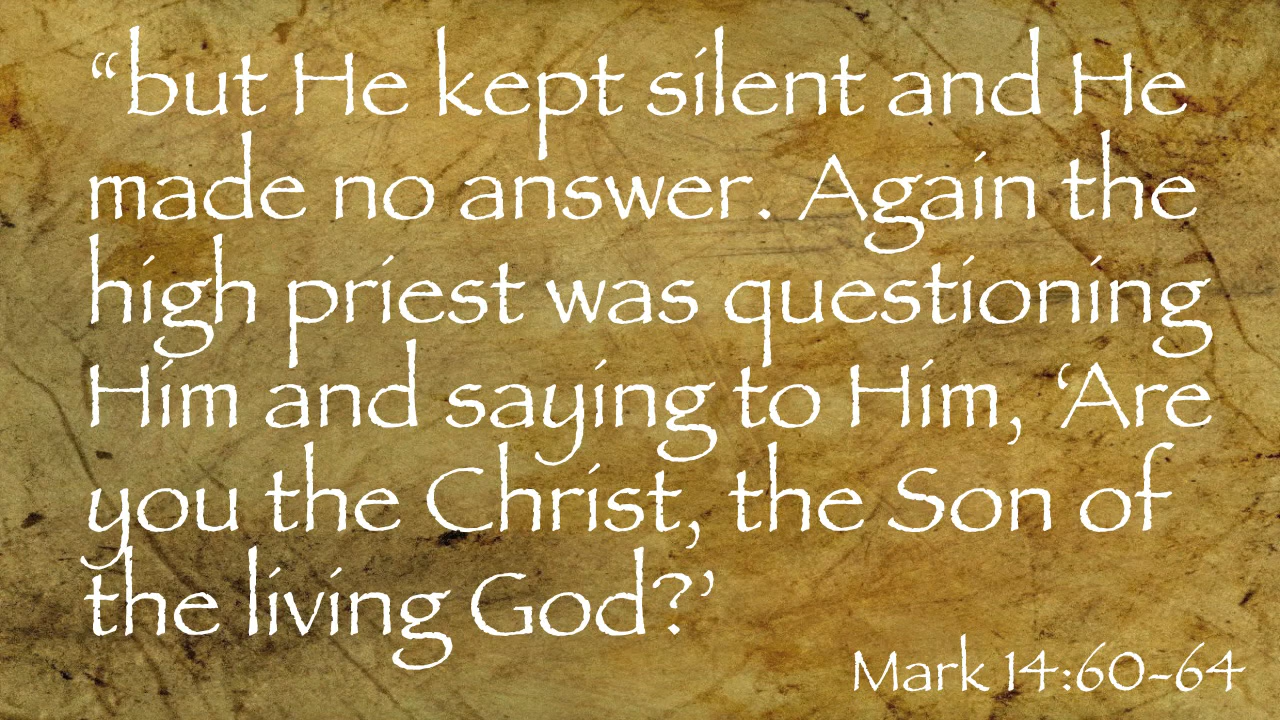 “but He kept silent and He
made no answer. Again the
high priest was questioning
Him and saying to Him, ‘Are
you the Christ, the Son of
the living God?’
Mark 14:60-64